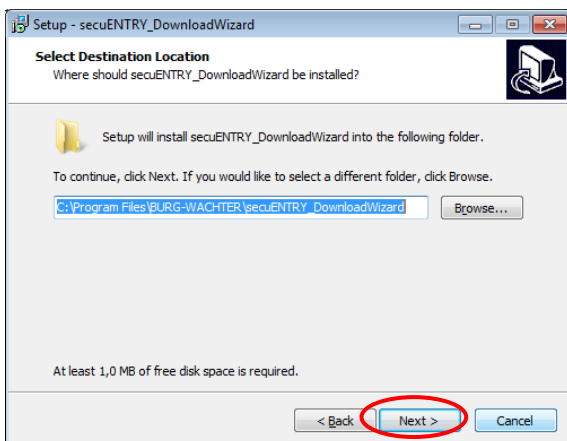 Setup - secuENTRY_DownloadWizard
Select Destination Location
Where should secuENTRY_DownloadWizard be installed?
Setup will install secuENTRY_DownloadWizard into the following folder.
To continue, click Next. If you would like to select a different folder, click Browse.
C:\Program Files\BURG-WACHTER\secuENTRY_DownloadWizard
Browse...
At least 1,0 MB of free disk space is required.
< Back Next > Cancel